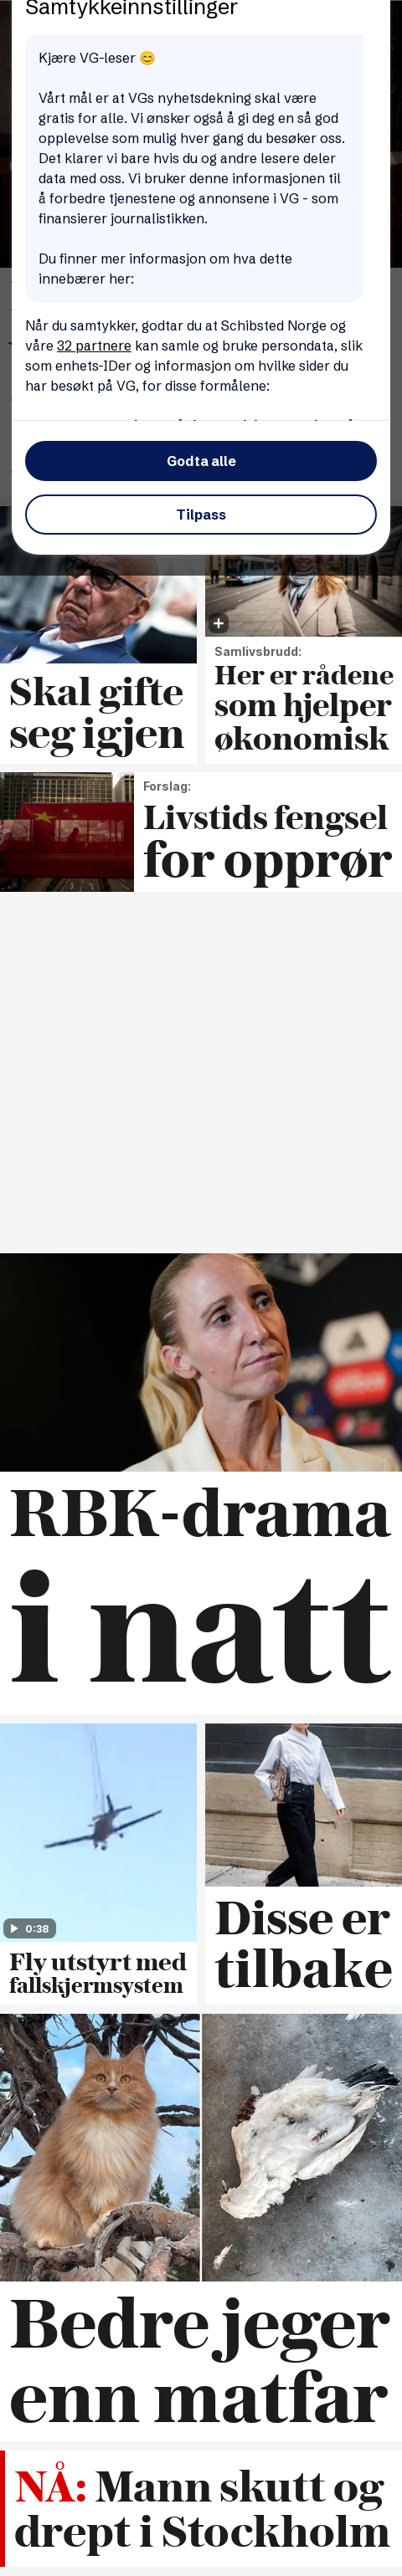 Samtykkeinnstillinger
Kjære VG-leser 😊
Vårt mål er at VGs nyhetsdekning skal være
gratis for alle. Vi ønsker også å gi deg en så god
opplevelse som mulig hver gang du besøker oss.
Det klarer vi bare hvis du og andre lesere deler
data med oss. Vi bruker denne informasjonen til
å forbedre tjenestene og annonsene i VG - som
finansierer journalistikken.
Du finner mer informasjon om hva dette
innebærer her:
Når du samtykker, godtar du at Schibsted Norge og
våre 32 partnere kan samle og bruke persondata, slik
som enhets-IDer og informasjon om hvilke sider du
har besøkt på VG, for disse formålene:
Godta alle
Tilpass
Skal gifte
seg igjen
Samlivsbrudd:
Her er rådene
som hjelper
økonomisk
Forslag:
Livstids fengsel
for opprør
RBK-drama
i natt
0:38
Fly utstyrt med
fallskjermsystem
Disse er
tilbake
Bedre jeger
enn matfar
NÅ: Mann skutt og
drept i Stockholm